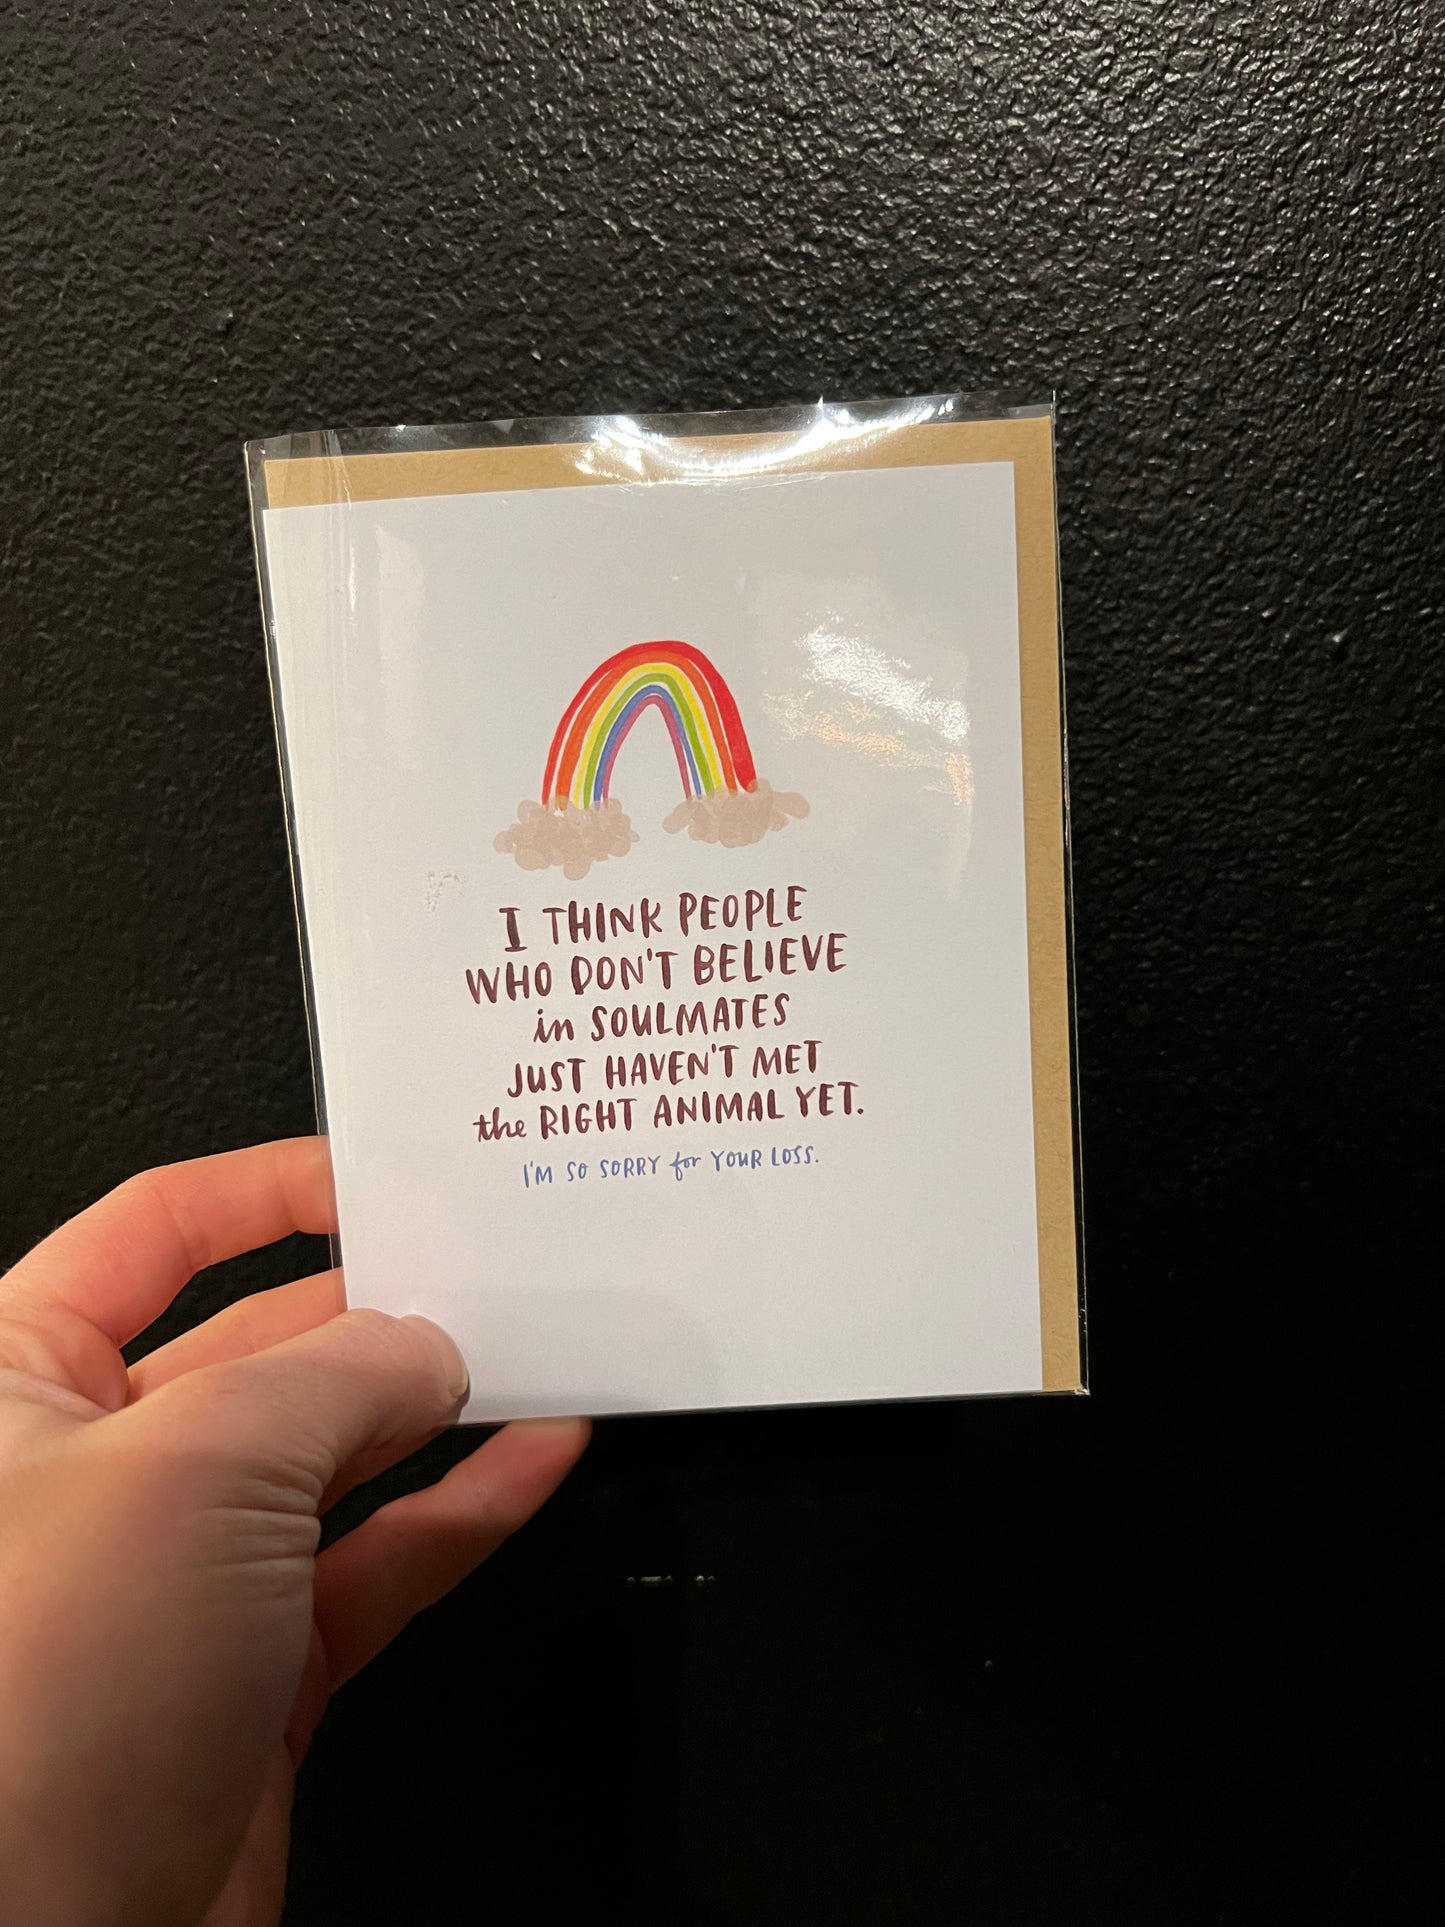 I THINK PEOPLE
WHO DON'T BELIEVE
in SOULMATES
JUST HAVEN'T MET
the RIGHT ANIMAL YET.
I'M SO SORRY for YOUR LOSS.